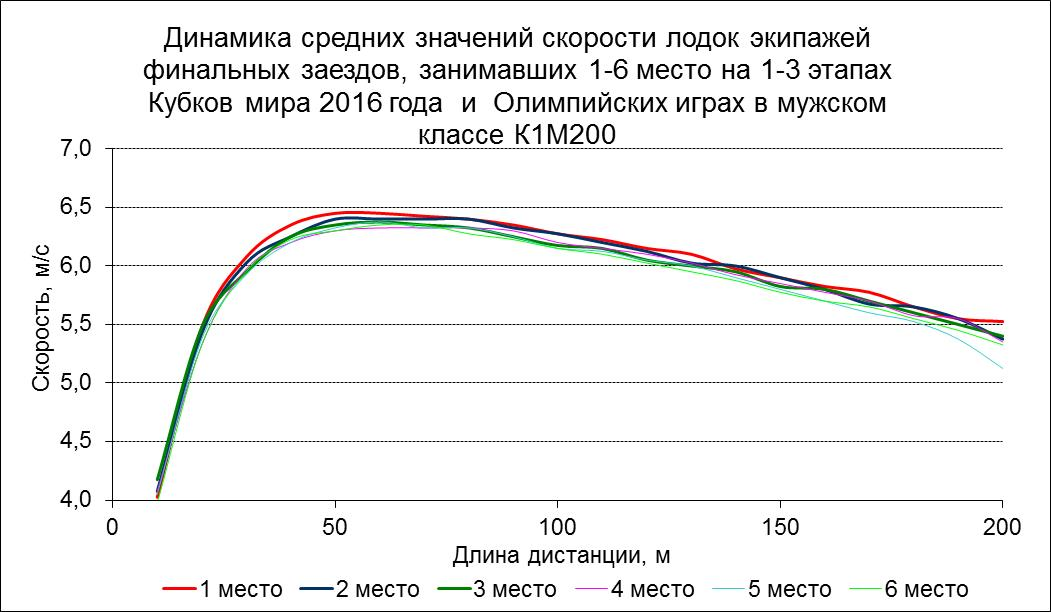 Динамика средних значений скорости лодок экипажей
финальных заездов, занимавших 1-6 место на 1-3 этапах
Кубков мира 2016 года и Олимпийских играх в мужском
классе К1М200
7,0
6,5
6,0
5,5
5,0
4,5
4,0
Скорость, м/с
0 50 100 150 200
Длина дистанции, м
1 место 2 место 3 место 4 место 5 место 6 место